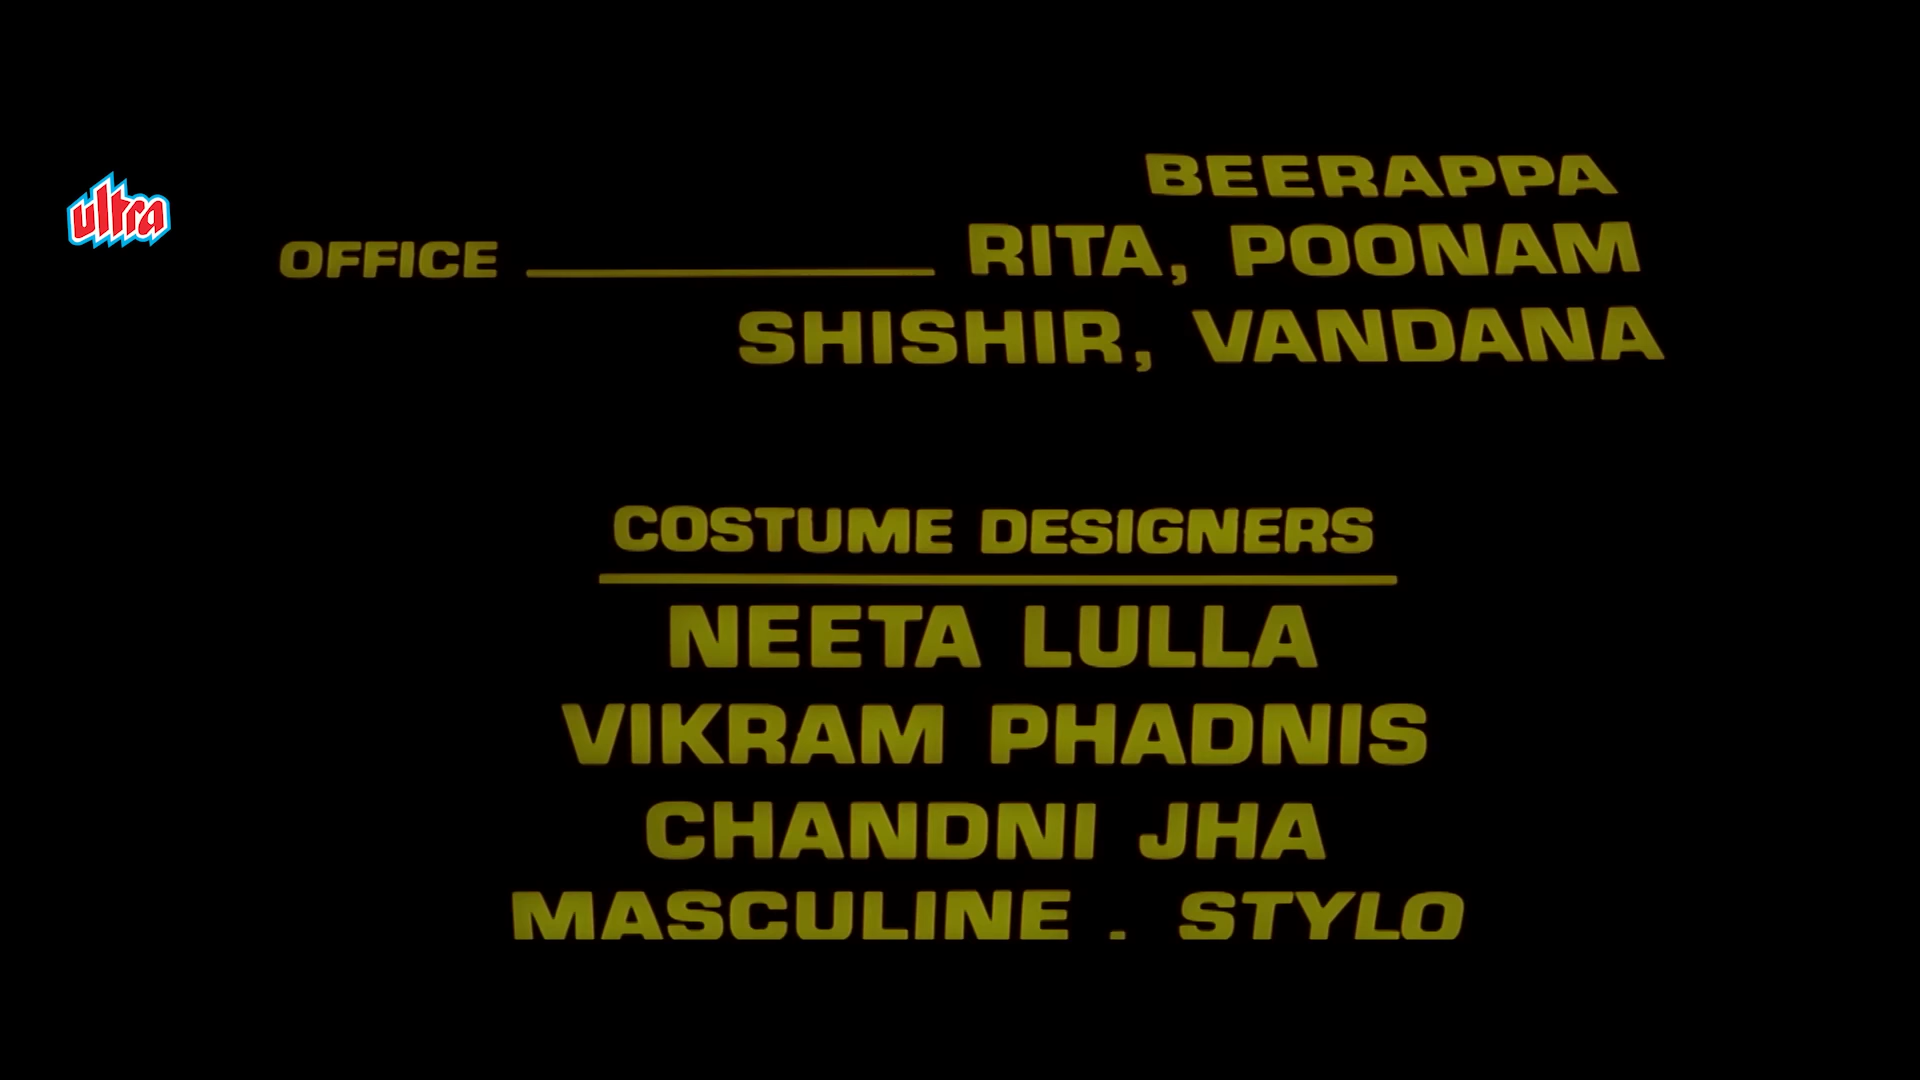 ultra
BEERAPPA
OFFICE RITA, POONAM
SHISHIR, VANDANA
COSTUME DESIGNERS
NEETA LULLA
VIKRAM PHADNIS
CHANDNI JHA
MASCULINE . STYLO